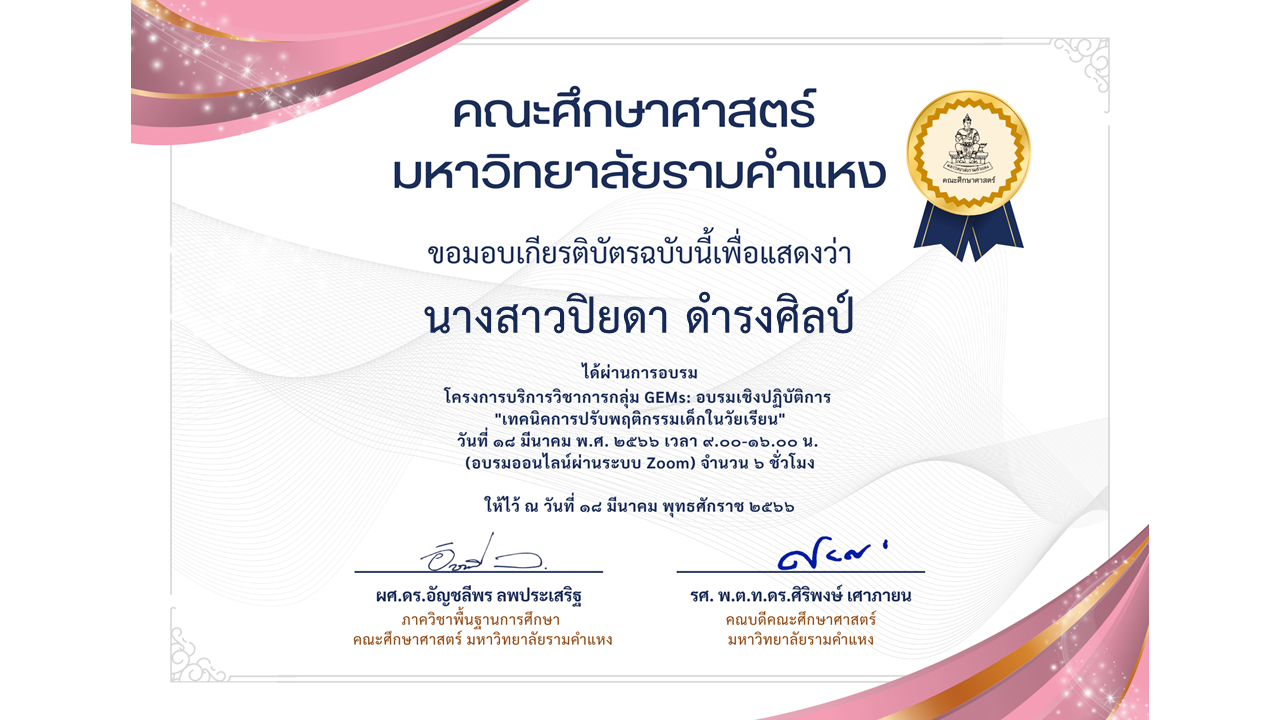 คณะศึกษาศาสตร์
มหาวิทยาลัยรามคำแหง
คณะศึกษาศาสตร์
ขอมอบเกียรติบัตรฉบับนี้เพื่อแสดงว่า
นางสาวปิยดา ดำรงศิลป์
ได้ผ่านการอบรม
โครงการบริการวิชาการกลุ่ม GEMs: อบรมเชิงปฏิบัติการ
"เทคนิคการปรับพฤติกรรมเด็กในวัยเรียน"
วันที่ ๑๘ มีนาคม พ.ศ. ๒๕๖๖ เวลา ๙.๐๐-๑๖.๐๐ น.
(อบรมออนไลน์ผ่านระบบ Zoom) จำนวน ๖ ชั่วโมง
ให้ไว้ ณ วันที่ ๑๘ มีนาคม พุทธศักราช ๒๕๖๖
ผศ.ดร.อัญชลีพร ลพประเสริฐ
ภาควิชาพื้นฐานการศึกษา
คณะศึกษาศาสตร์ มหาวิทยาลัยรามคำแหง
รศ. พ.ต.ท.ดร.ศิริพงษ์ เศาภายน
คณบดีคณะศึกษาศาสตร์
มหาวิทยาลัยรามคำแหง